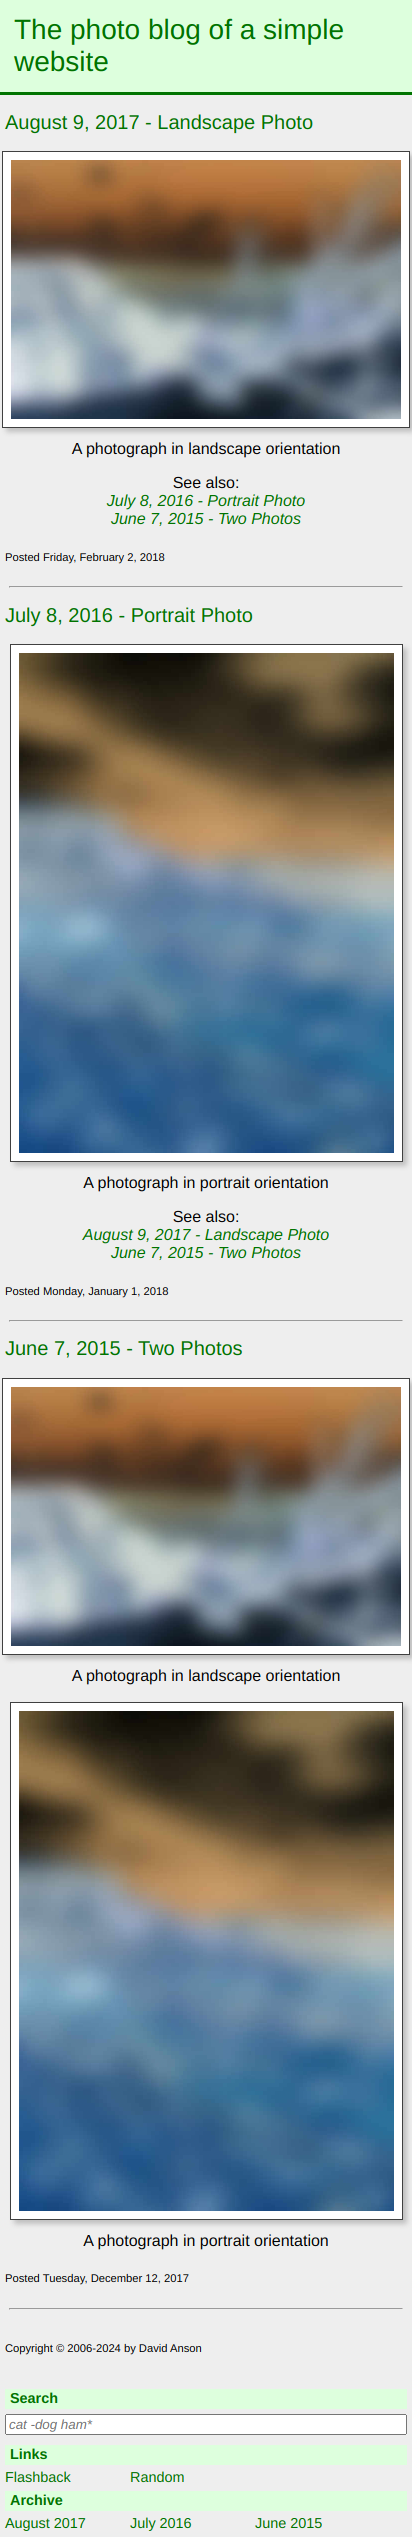 The photo blog of a simple
website
August 9, 2017 - Landscape Photo
A photograph in landscape orientation
See also:
July 8, 2016 - Portrait Photo
June 7, 2015 - Two Photos
Posted Friday, February 2, 2018
July 8, 2016 - Portrait Photo
A photograph in portrait orientation
See also:
August 9, 2017 - Landscape Photo
June 7, 2015 - Two Photos
Posted Monday, January 1, 2018
June 7, 2015 - Two Photos
A photograph in landscape orientation
A photograph in portrait orientation
Posted Tuesday, December 12, 2017
Copyright © 2006-2024 by David Anson
Search
cat -dog ham*
Links
Flashback Random
Archive
August 2017 July 2016 June 2015